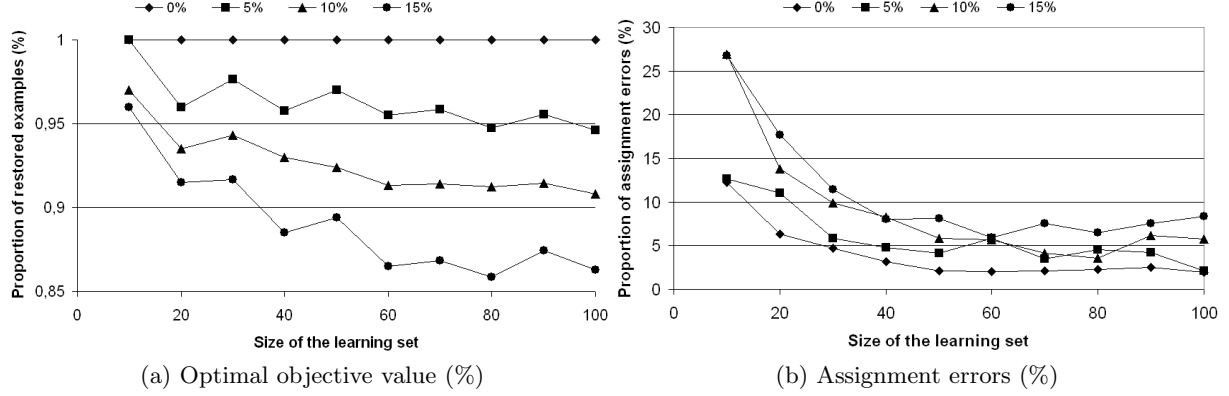 0% 5% 10% 15%
Proportion of restored examples (%)
1
0,95
0,9
0,85
0 20 40 60 80 100
Size of the learning set
(a) Optimal objective value (%)
0% 5% 10% 15%
Proportion of assignment errors (%)
30
25
20
15
10
5
0
0 20 40 60 80 100
Size of the learning set
(b) Assignment errors (%)